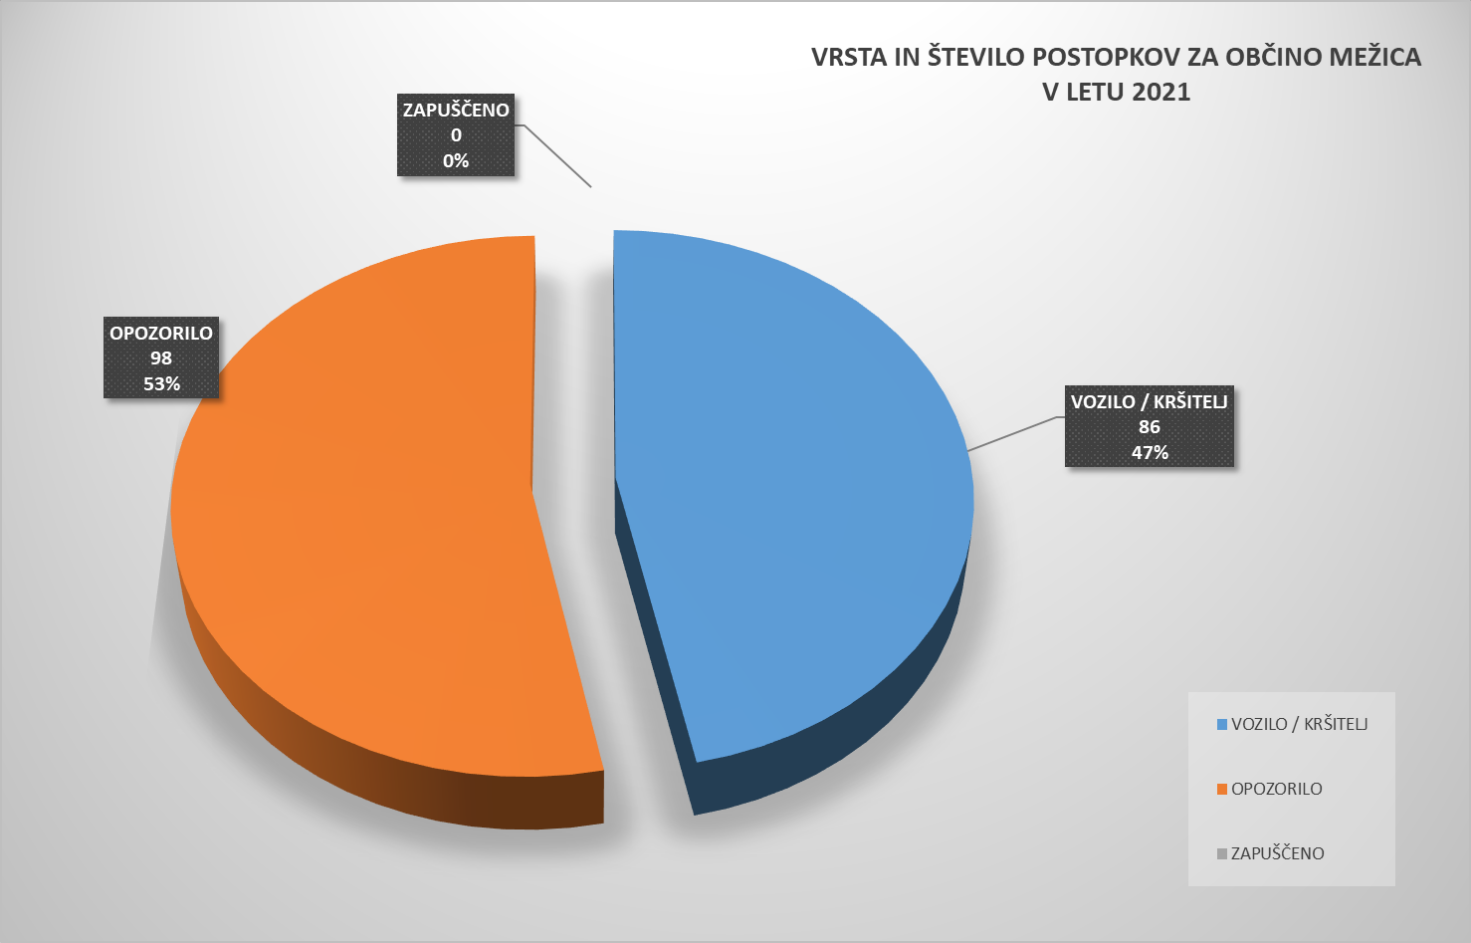 VRSTA IN ŠTEVILO POSTOPKOV ZA OBČINO MEŽICA
V LETU 2021
ZAPUŠČENO
0
0%
OPOZORILO
98
53%
VOZILO / KRŠITELJ
86
47%
VOZILO / KRŠITELJ
OPOZORILO
ZAPUŠČENO